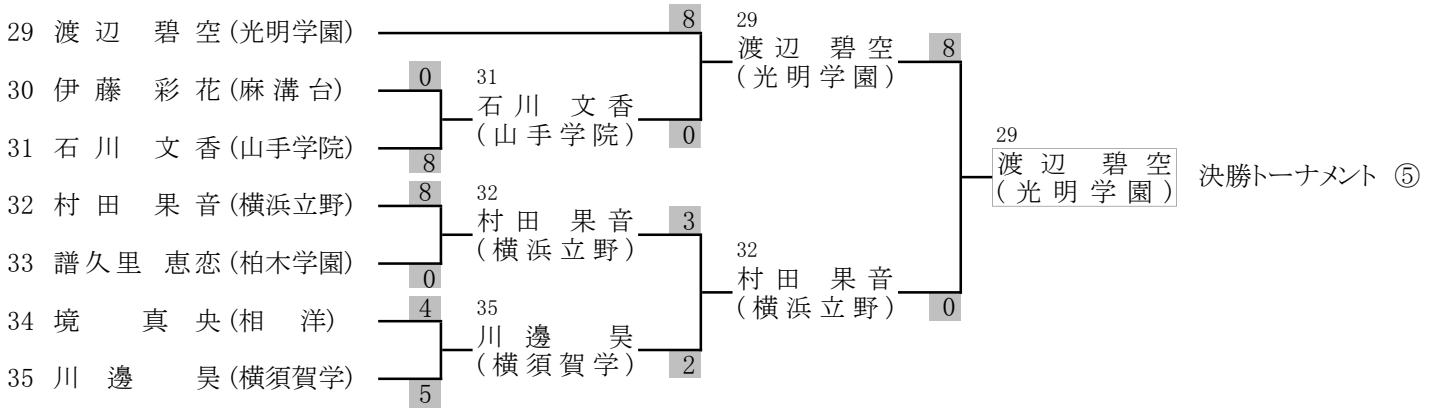 29 渡辺 碧空 (光明学園)
30 伊藤 彩花 (麻溝台)
31 石川 文香 (山手学院)
32 村田 果音 (横浜立野)
33 譜久里 恵恋 (柏木学園)
34 境 真央 (相 洋)
35 川邊 昊 (横須賀学)
0
8
8
0
4
5
31
石川 文香
(山手学院)
32
村田 果音
(横浜立野)
35
川邊 昊
(横須賀学)
8
0
3
2
29
渡辺 碧空
(光明学園)
32
村田 果音
(横浜立野)
8
0
29
渡辺 碧空
(光明学園)
決勝トーナメント ⑤